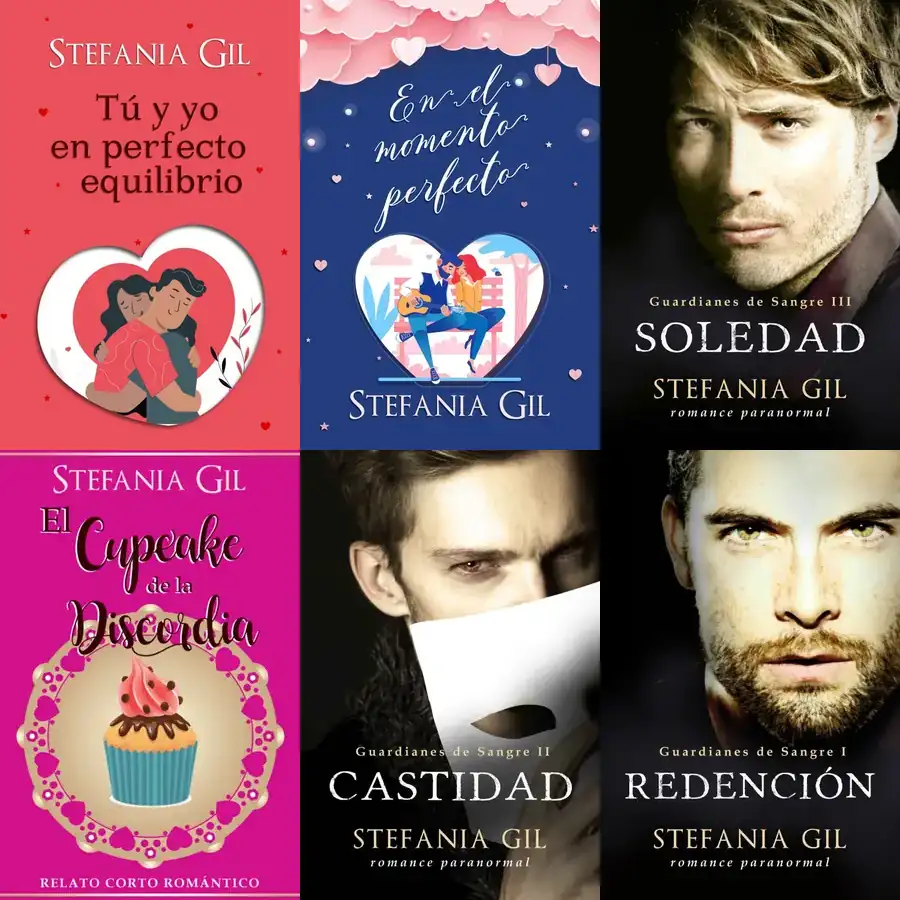 STEFANIA GIL
Tú y yo
en perfecto
equilibrio
En el
momento
perfecto
STEFANIA GIL
Guardianes de Sangre III
SOLEDAD
STEFANIA GIL
romance paranormal
STEFANIA GIL
El
Cupcake
de la
Discordia
RELATO CORTO ROMÁNTICO
Guardianes de Sangre II
CASTIDAD
STEFANIA GIL
romance paranormal
Guardianes de Sangre I
REDENCIÓN
STEFANIA GIL
romance paranormal